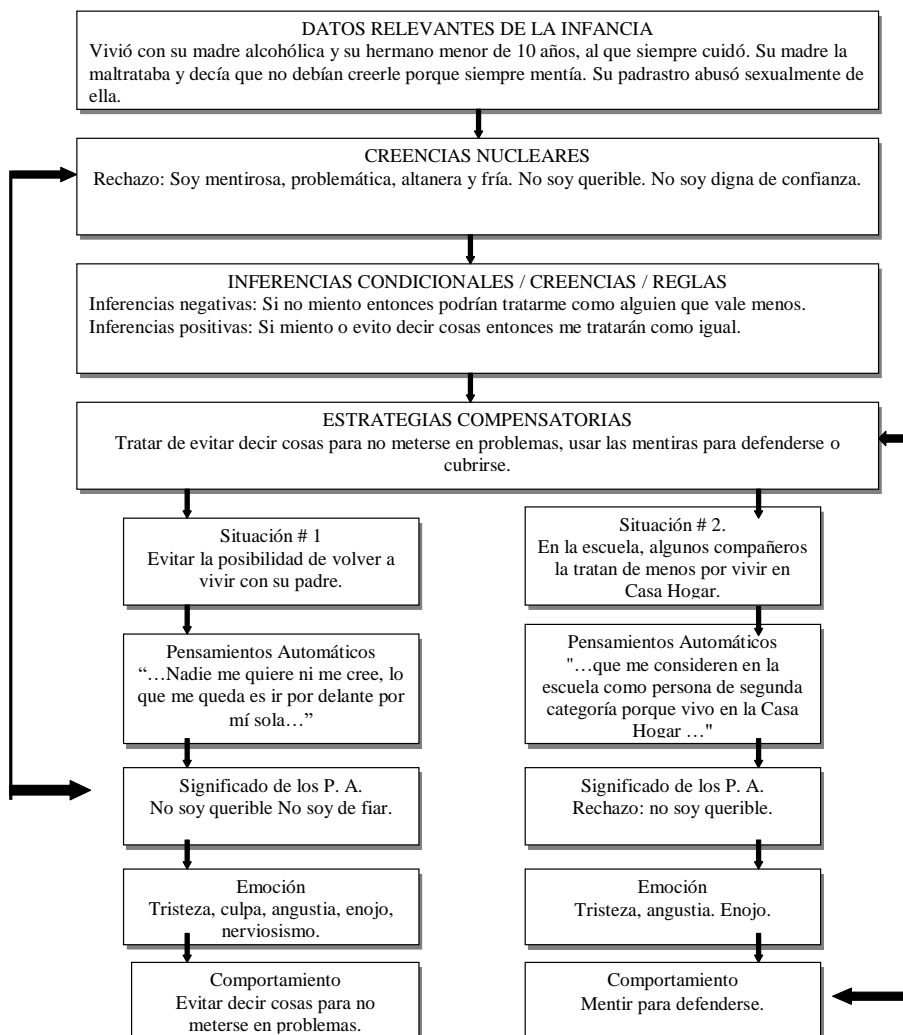 DATOS RELEVANTES DE LA INFANCIA
Vivió con su madre alcohólica y su hermano menor de 10 años, al que siempre cuidó. Su madre la
maltrataba y decía que no debían creerle porque siempre mentía. Su padrastro abusó sexualmente de
ella.
CREENCIAS NUCLEARES
Rechazo: Soy mentirosa, problemática, altanera y fría. No soy querible. No soy digna de confianza.
INFERENCIAS CONDICIONALES / CREENCIAS / REGLAS
Inferencias negativas: Si no miento entonces podrían tratarme como alguien que vale menos.
Inferencias positivas: Si miento o evito decir cosas entonces me tratarán como igual.
ESTRATEGIAS COMPENSATORIAS
Tratar de evitar decir cosas para no meterse en problemas, usar las mentiras para defenderse o
cubrirse.
Situación # 1
Evitar la posibilidad de volver a
vivir con su padre.
Situación # 2.
En la escuela, algunos compañeros
la tratan de menos por vivir en
Casa Hogar.
Pensamientos Automáticos
“…Nadie me quiere ni me cree, lo
que me queda es ir por delante por
mí sola…”
Pensamientos Automáticos
"…que me consideren en la
escuela como persona de segunda
categoría porque vivo en la Casa
Hogar …"
Significado de los P. A.
No soy querible No soy de fiar.
Significado de los P. A.
Rechazo: no soy querible.
Emoción
Tristeza, culpa, angustia, enojo,
nerviosismo.
Emoción
Tristeza, angustia. Enojo.
Comportamiento
Evitar decir cosas para no
meterse en problemas.
Comportamiento
Mentir para defenderse.